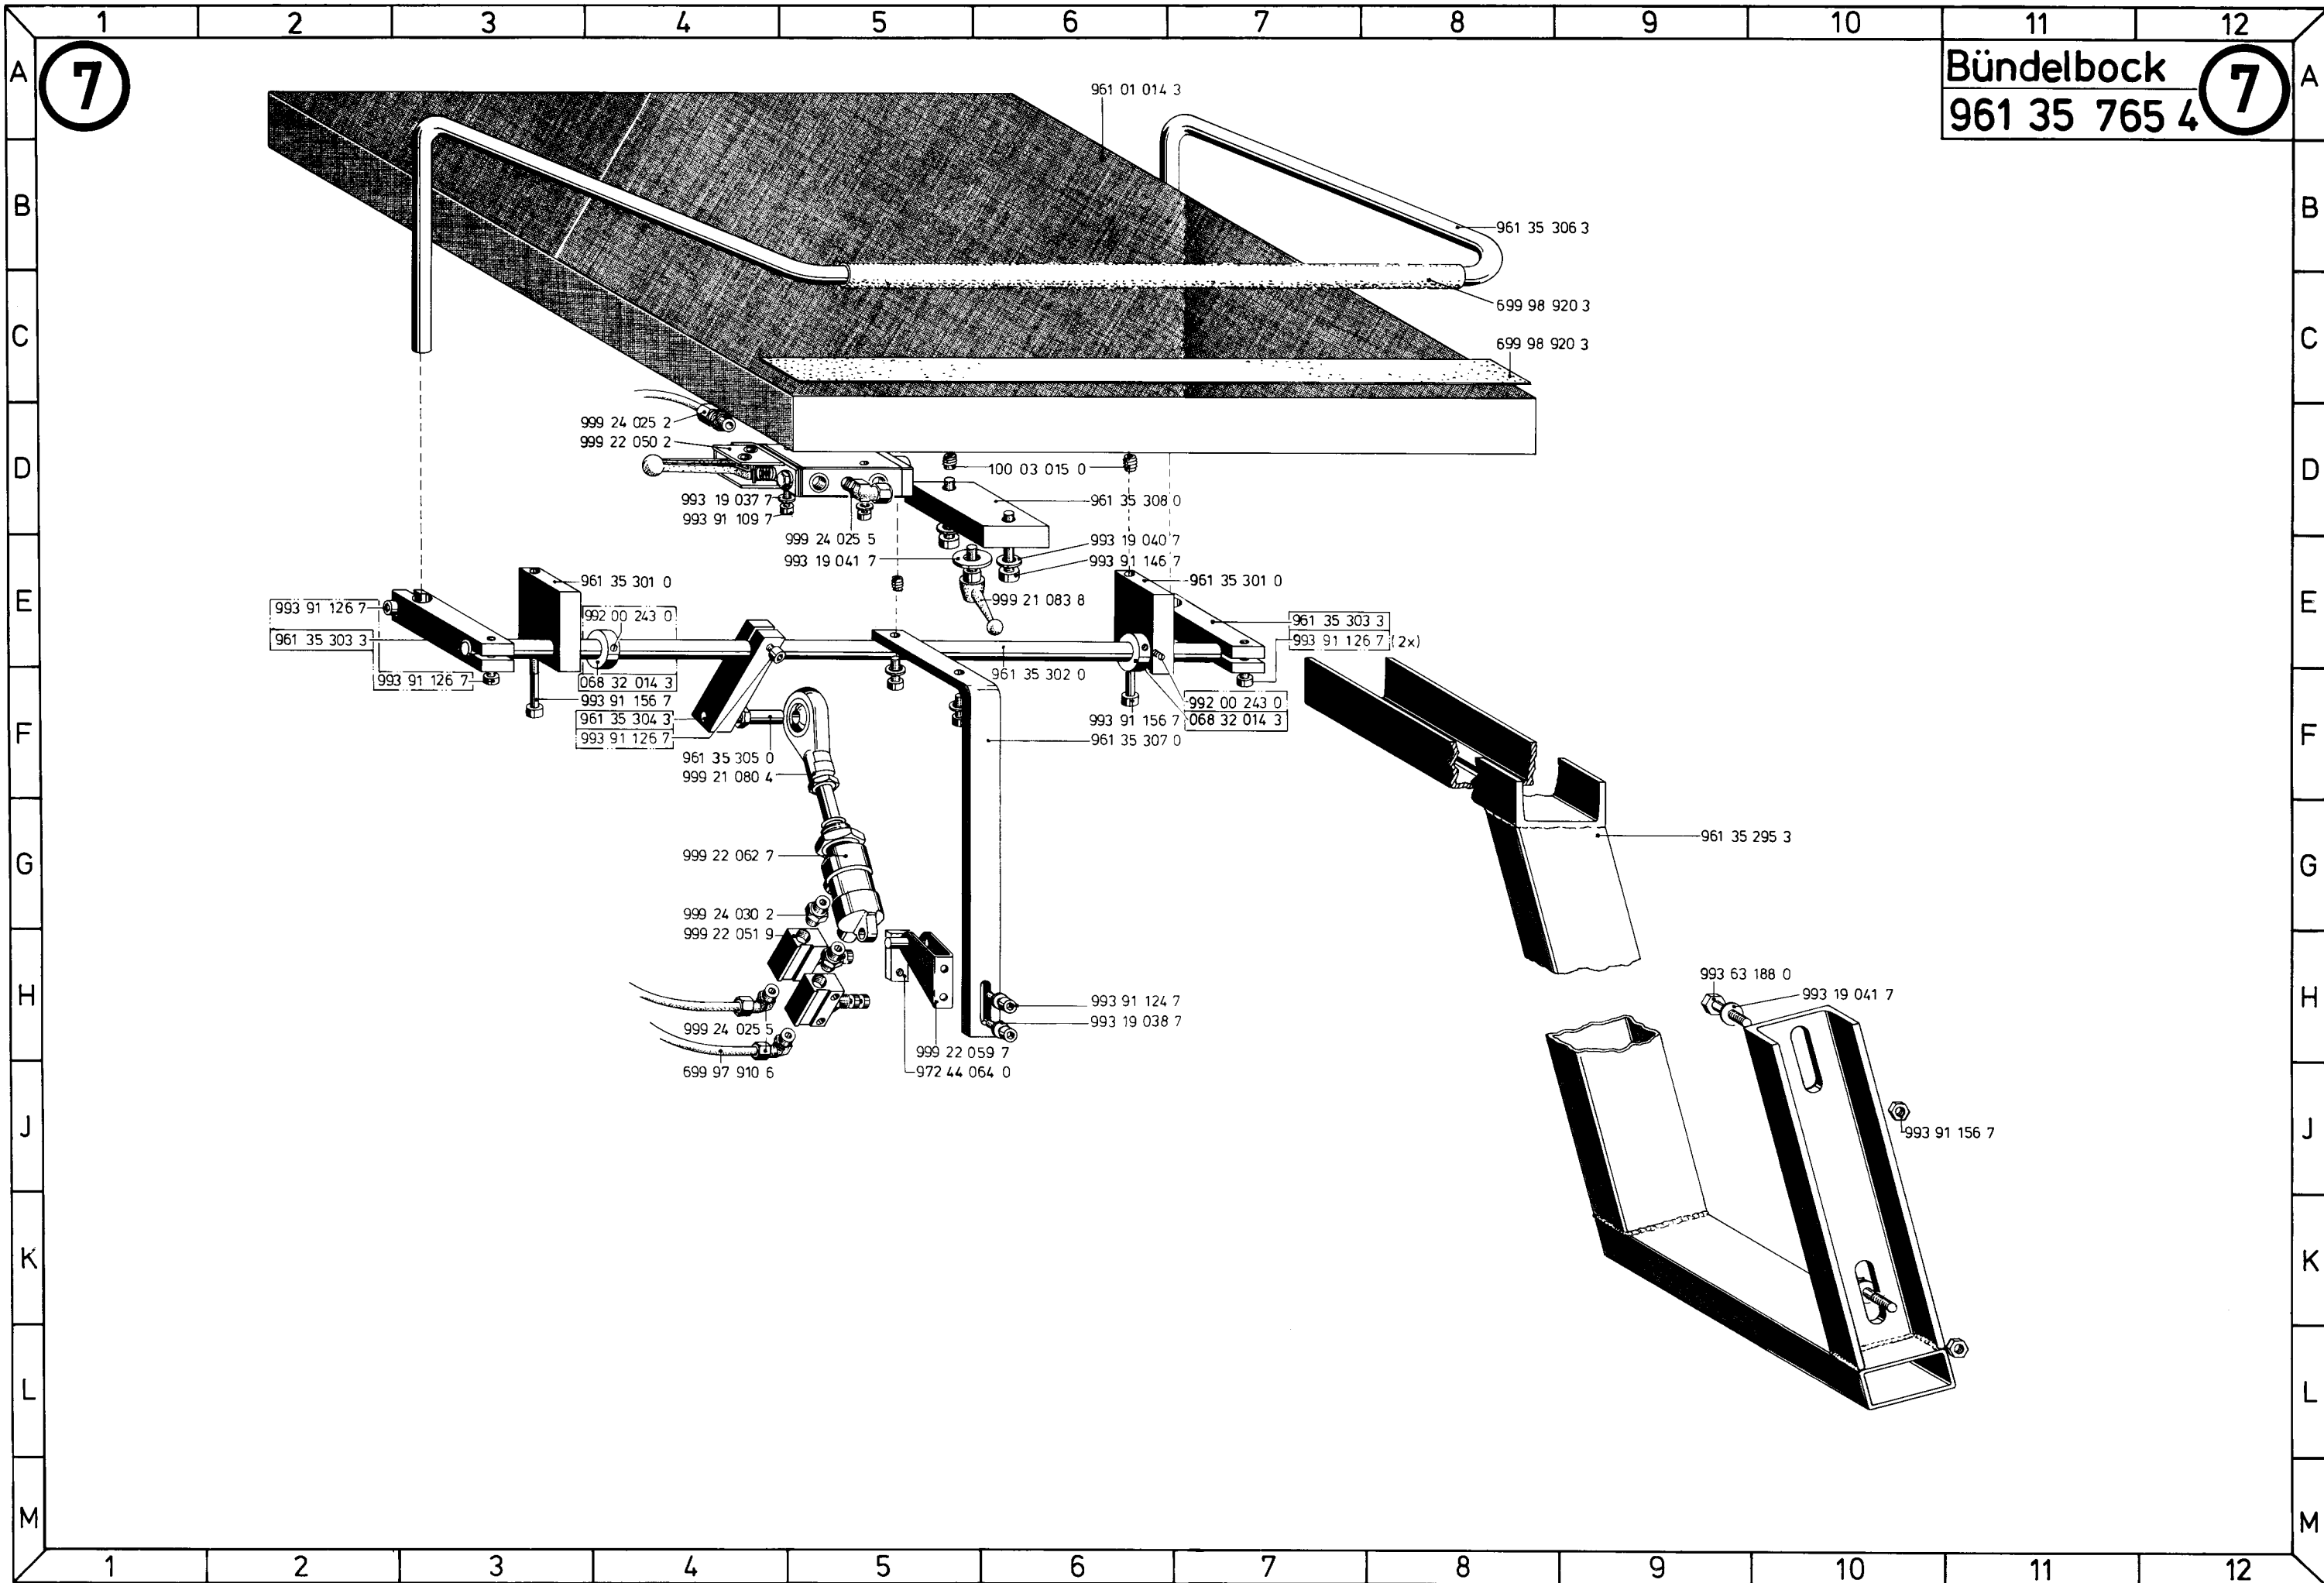 1 2 3 4 5 6 7 8 9 10 11 12
A 7 Bündelbock 7 A
961 35 765 4
961 01 014 3
B B
961 35 306 3
699 98 920 3
C 699 98 920 3 C
999 24 025 2
999 22 050 2
D 100 03 015 0 D
993 19 037 7 961 35 308 0
993 91 109 7
999 24 025 5 993 19 040 7
993 19 041 7 993 91 146 7
961 35 301 0 961 35 301 0
E 993 91 126 7 992 00 243 0 999 21 083 8 961 35 303 3 E
961 35 303 3 993 91 126 7 (2x)
993 91 126 7 068 32 014 3 961 35 302 0
993 91 156 7 992 00 243 0
961 35 304 3 993 91 156 7 068 32 014 3
F 993 91 126 7 961 35 307 0 F
961 35 305 0
999 21 080 4
961 35 295 3
G 999 22 062 7 G
999 24 030 2
999 22 051 9
993 63 188 0
H 993 91 124 7 993 19 041 7 H
999 24 025 5 993 19 038 7
999 22 059 7
699 97 910 6 972 44 064 0
J 993 91 156 7 J
K K
L L
M M
1 2 3 4 5 6 7 8 9 10 11 12